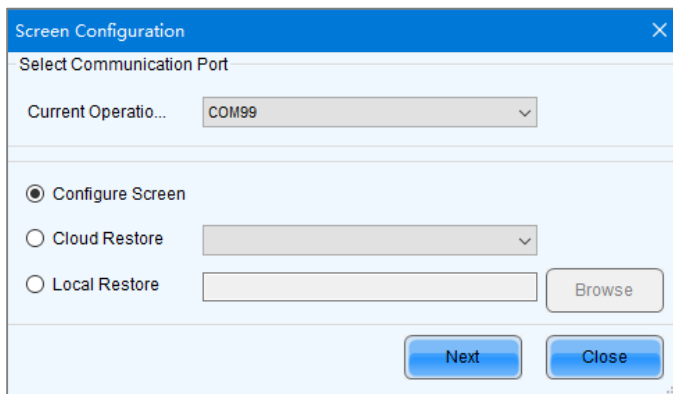 Screen Configuration
Select Communication Port
Current Operatio... COM99
Configure Screen
Cloud Restore
Local Restore Browse
Next Close